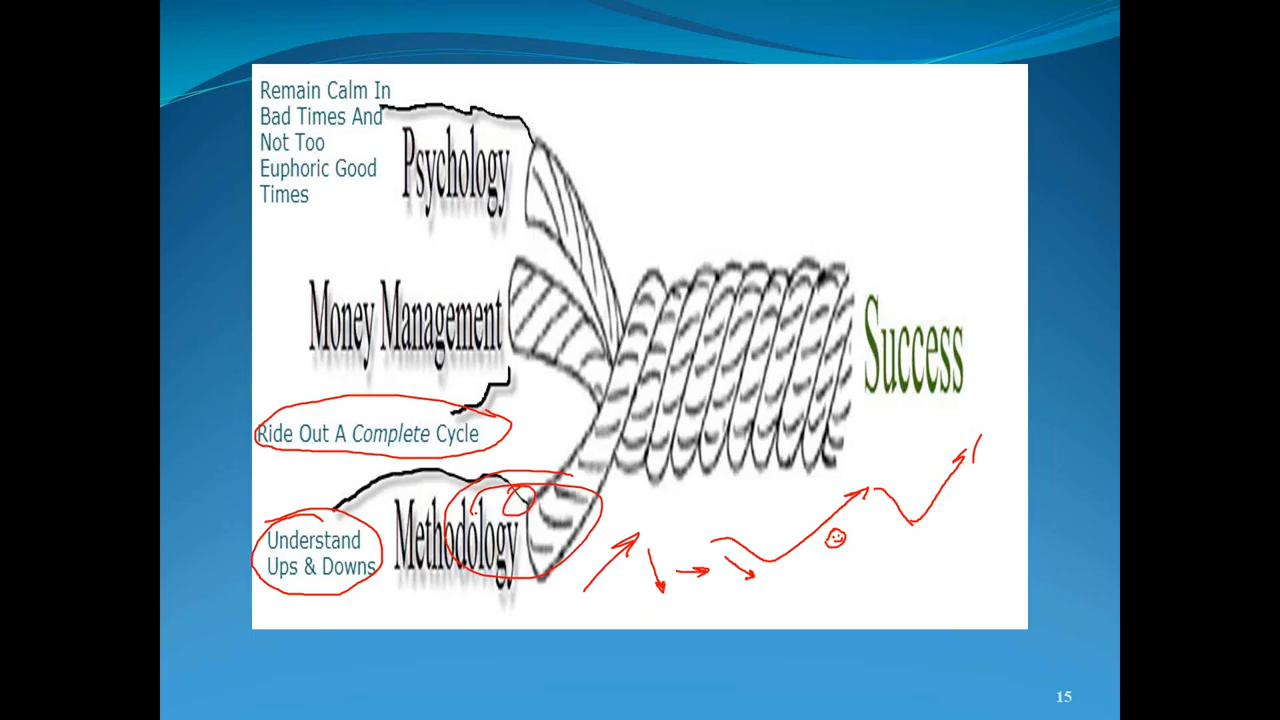 Remain Calm In
Bad Times And
Not Too
Euphoric Good
Times
Psychology
Money Management
Success
Ride Out A Complete Cycle
Methodology
Understand
Ups & Downs
15